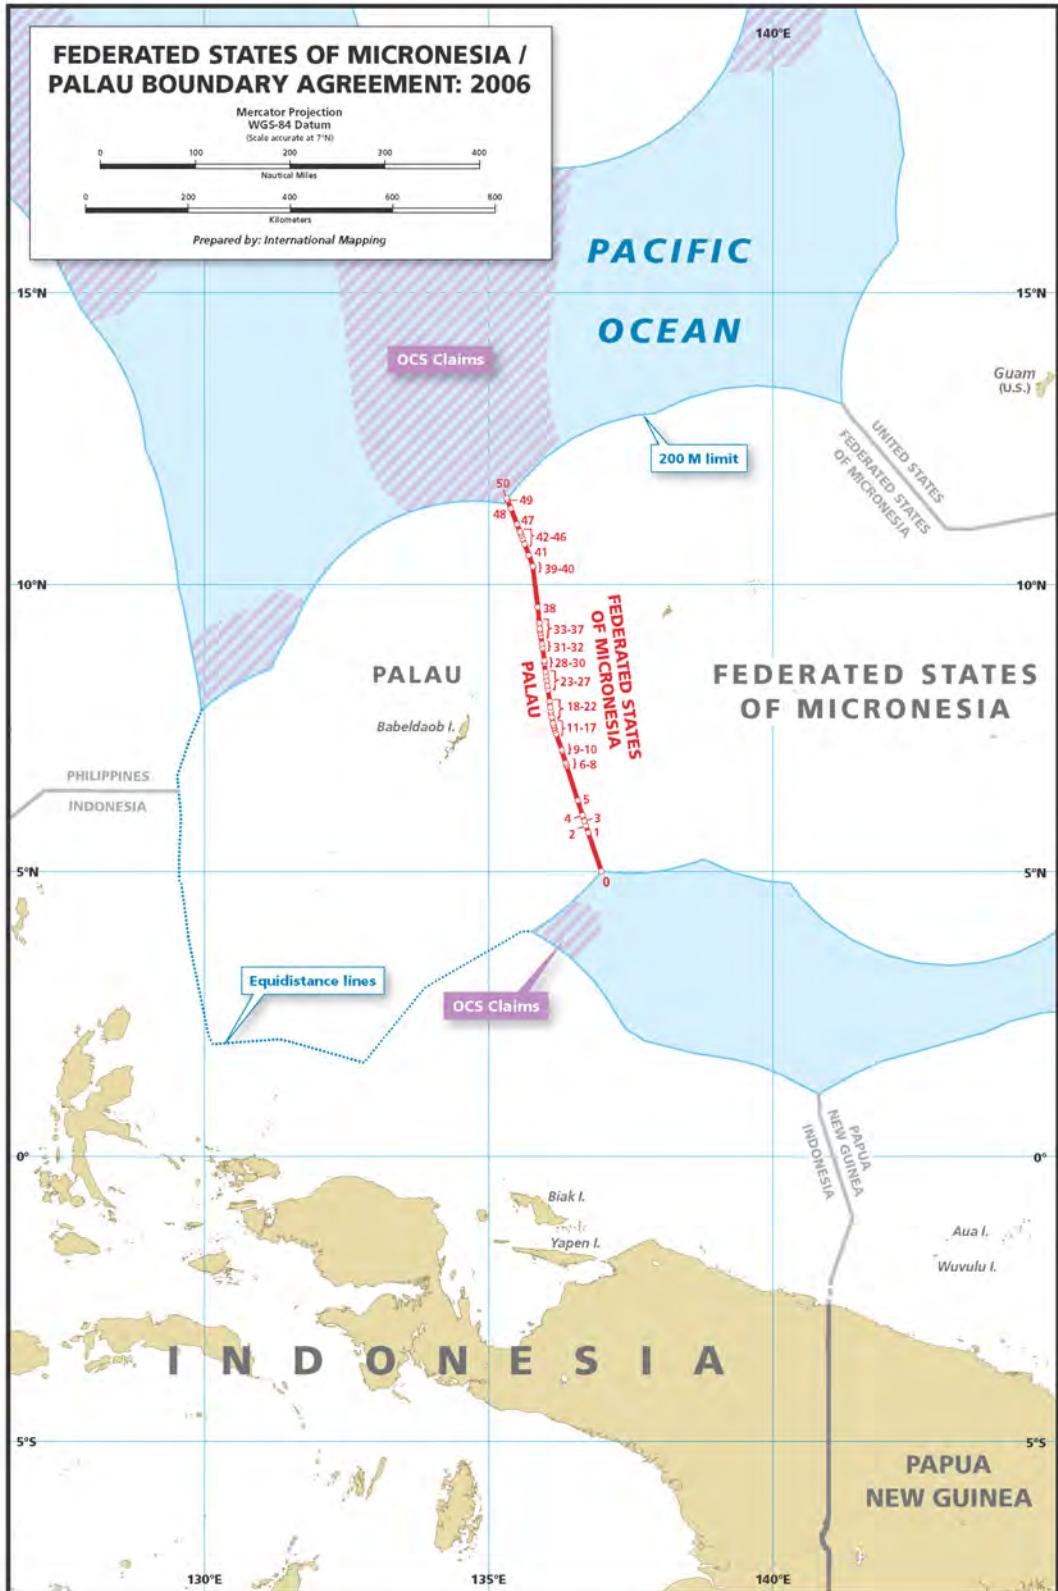 FEDERATED STATES OF MICRONESIA /
PALAU BOUNDARY AGREEMENT: 2006
Mercator Projection
WGS-84 Datum
(Scale accurate at 7°N)
0 100 200 300 400
Nautical Miles
0 200 400 600 800
Kilometers
Prepared by: International Mapping
140°E
PACIFIC
OCEAN
15°N
15°N
OCS Claims
Guam
(U.S.)
200 M limit
UNITED STATES
FEDERATED STATES
OF MICRONESIA
50
49
48
47
42-46
41
39-40
10°N
10°N
38
33-37
31-32
28-30
23-27
18-22
11-17
9-10
6-8
5
4
3
2
1
0
FEDERATED STATES
OF MICRONESIA
PALAU
PALAU
Babeldaob I.
FEDERATED STATES
OF MICRONESIA
PHILIPPINES
INDONESIA
5°N
5°N
Equidistance lines
OCS Claims
PAPUA
NEW GUINEA
INDONESIA
0°
0°
Biak I.
Yapen I.
Aua I.
Wuvulu I.
INDONESIA
5°S
5°S
PAPUA
NEW GUINEA
130°E
135°E
140°E